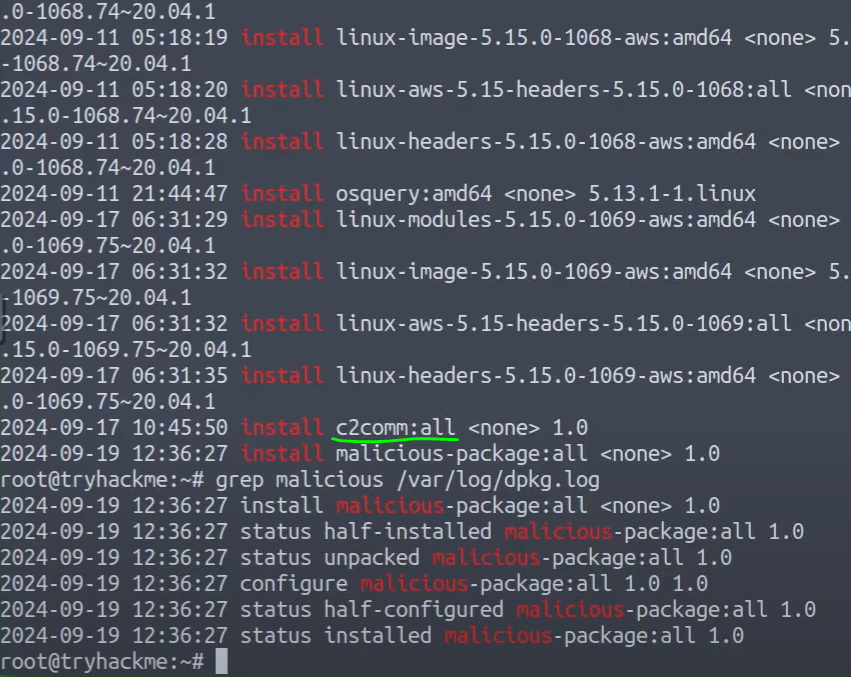 .0-1068.74~20.04.1
2024-09-11 05:18:19 install linux-image-5.15.0-1068-aws:amd64 <none> 5.
-1068.74~20.04.1
2024-09-11 05:18:20 install linux-aws-5.15-headers-5.15.0-1068:all <non
.15.0-1068.74~20.04.1
2024-09-11 05:18:28 install linux-headers-5.15.0-1068-aws:amd64 <none>
.0-1068.74~20.04.1
2024-09-11 21:44:47 install osquery:amd64 <none> 5.13.1-1.linux
2024-09-17 06:31:29 install linux-modules-5.15.0-1069-aws:amd64 <none>
.0-1069.75~20.04.1
2024-09-17 06:31:32 install linux-image-5.15.0-1069-aws:amd64 <none> 5.
-1069.75~20.04.1
2024-09-17 06:31:32 install linux-aws-5.15-headers-5.15.0-1069:all <non
.15.0-1069.75~20.04.1
2024-09-17 06:31:35 install linux-headers-5.15.0-1069-aws:amd64 <none>
.0-1069.75~20.04.1
2024-09-17 10:45:50 install c2comm:all <none> 1.0
2024-09-19 12:36:27 install malicious-package:all <none> 1.0
root@tryhackme:~# grep malicious /var/log/dpkg.log
2024-09-19 12:36:27 install malicious-package:all <none> 1.0
2024-09-19 12:36:27 status half-installed malicious-package:all 1.0
2024-09-19 12:36:27 status unpacked malicious-package:all 1.0
2024-09-19 12:36:27 configure malicious-package:all 1.0 1.0
2024-09-19 12:36:27 status half-configured malicious-package:all 1.0
2024-09-19 12:36:27 status installed malicious-package:all 1.0
root@tryhackme:~#